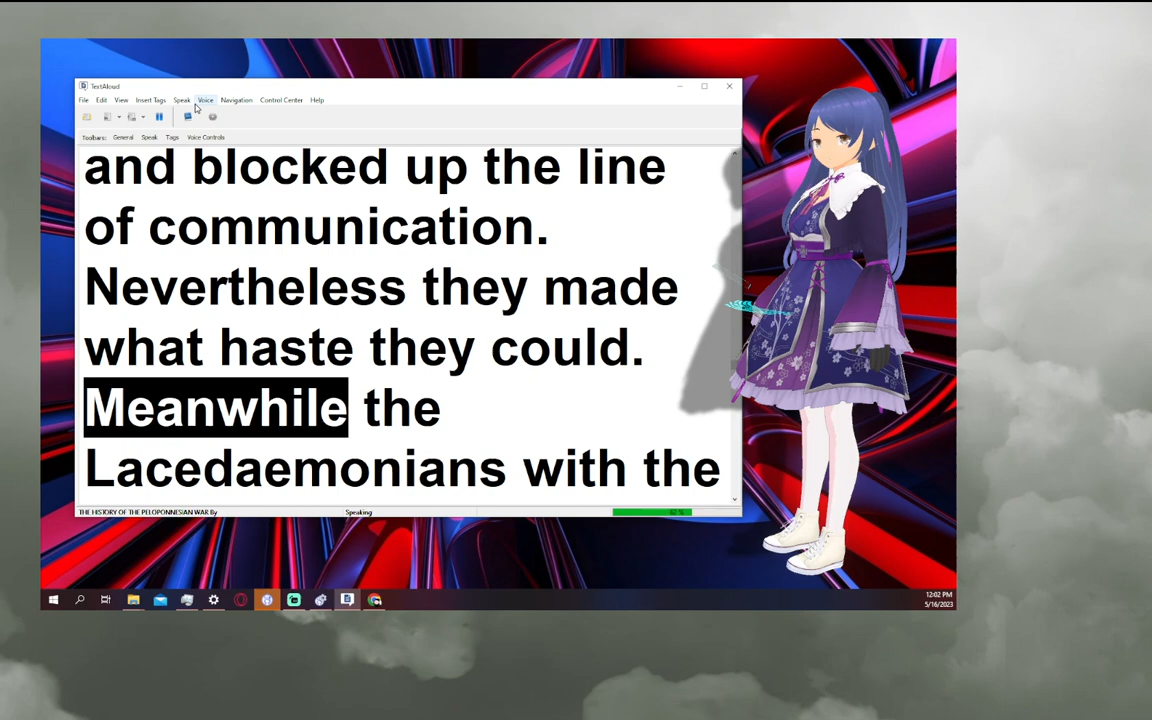 TextAloud
File Edit View Insert Tags Speak Voice Navigation Control Center Help
Toolbars: General Speak Tags Voice Controls
and blocked up the line
of communication.
Nevertheless they made
what haste they could.
Meanwhile the
Lacedaemonians with the
THE HISTORY OF THE PELOPONNESIAN WAR By Speaking 62 %
12:02 PM
5/16/2023